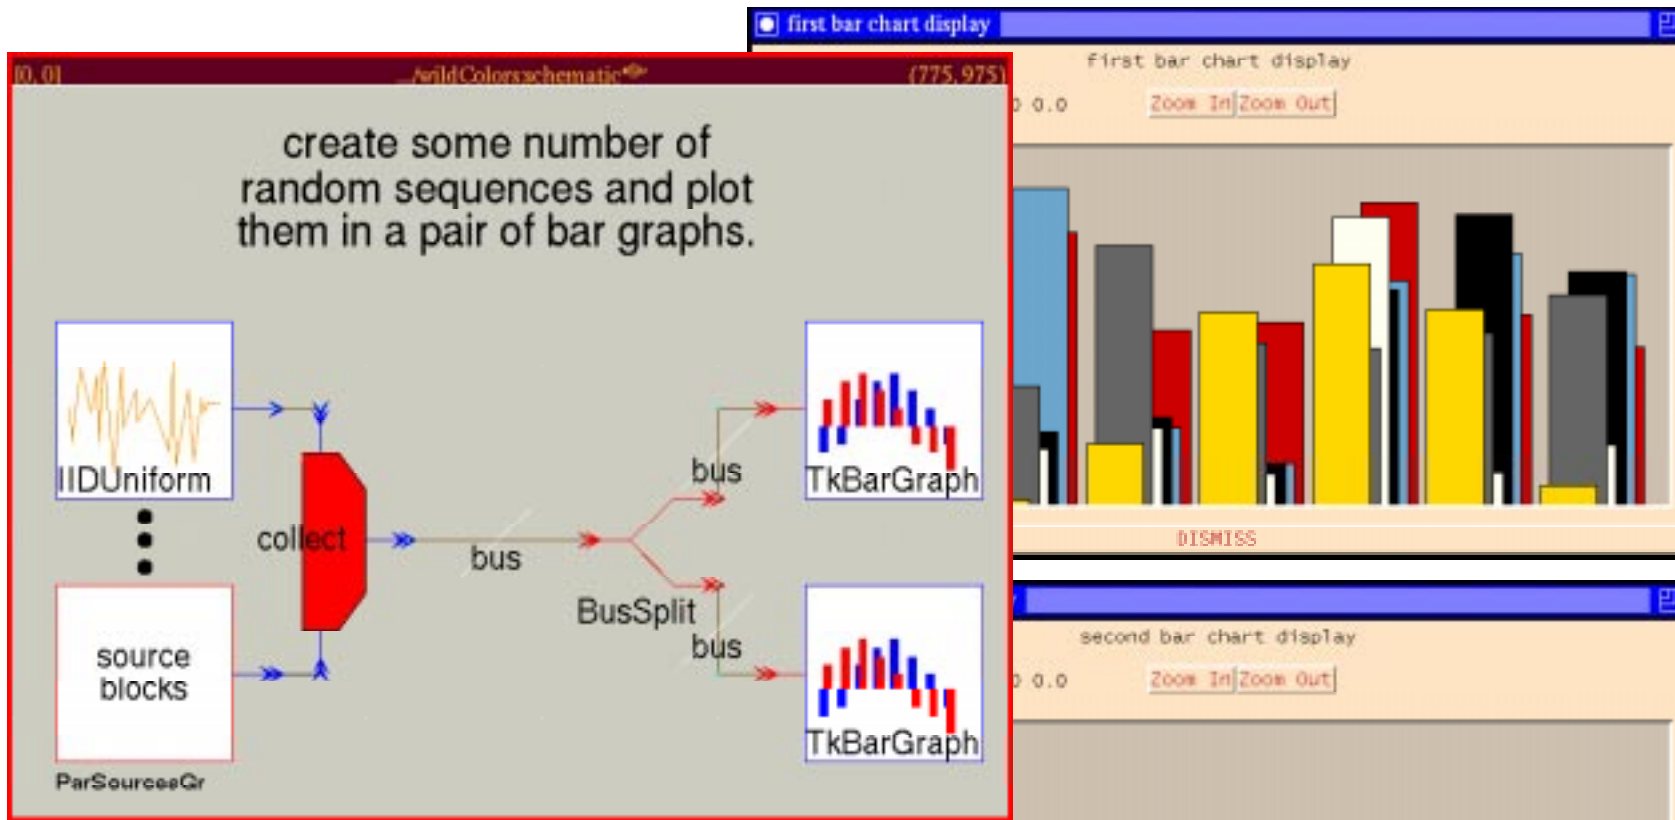 first bar chart display
first bar chart display
0.0
Zoom In Zoom Out
DISMISS
[0, 0] ../wildColors:schematic (775, 975)
create some number of
random sequences and plot
them in a pair of bar graphs.
IIDUniform
collect
source
blocks
ParSourcesGr
bus
BusSplit
bus
bus
TkBarGraph
TkBarGraph
second bar chart display
0.0
Zoom In Zoom Out